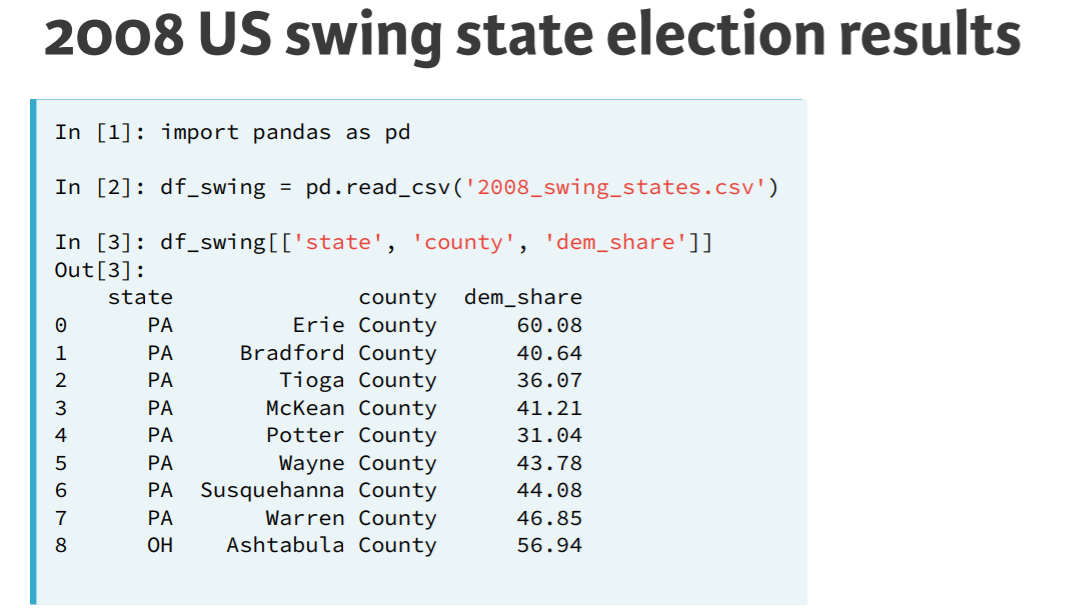 2008 US swing state election results
In [1]: import pandas as pd
In [2]: df_swing = pd.read_csv('2008_swing_states.csv')
In [3]: df_swing[['state', 'county', 'dem_share']]
Out[3]:
    state              county  dem_share
0      PA         Erie County      60.08
1      PA     Bradford County      40.64
2      PA        Tioga County      36.07
3      PA       McKean County      41.21
4      PA       Potter County      31.04
5      PA        Wayne County      43.78
6      PA  Susquehanna County      44.08
7      PA       Warren County      46.85
8      OH    Ashtabula County      56.94